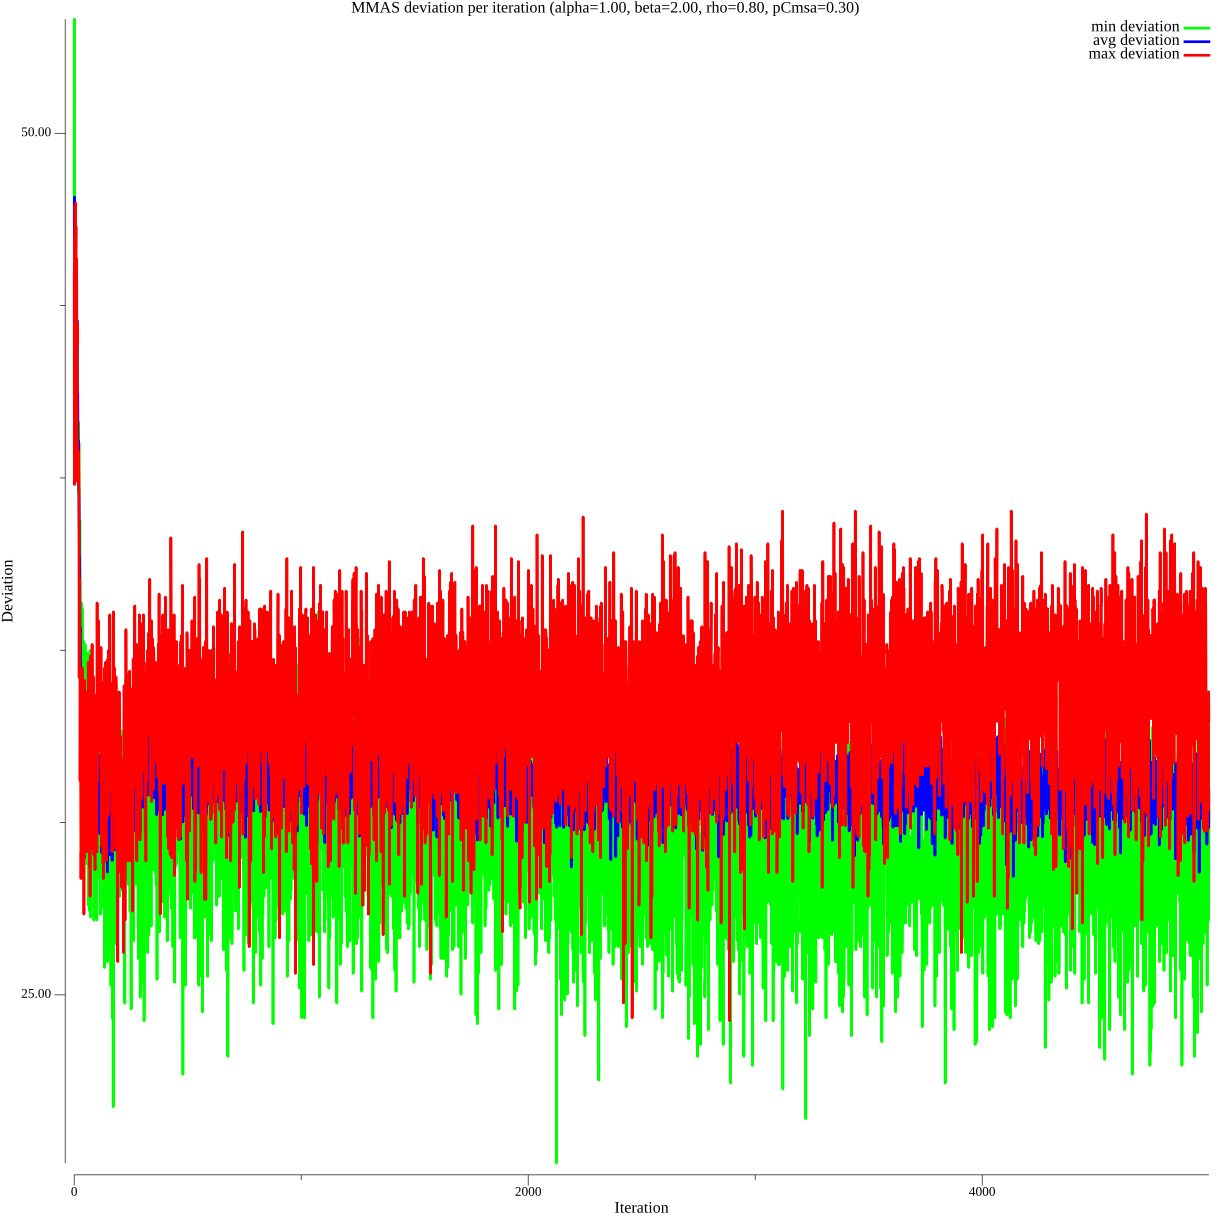 MMAS deviation per iteration (alpha=1.00, beta=2.00, rho=0.80, pCmsa=0.30)
min deviation
avg deviation
max deviation
50.00
Deviation
25.00
0
2000
4000
Iteration